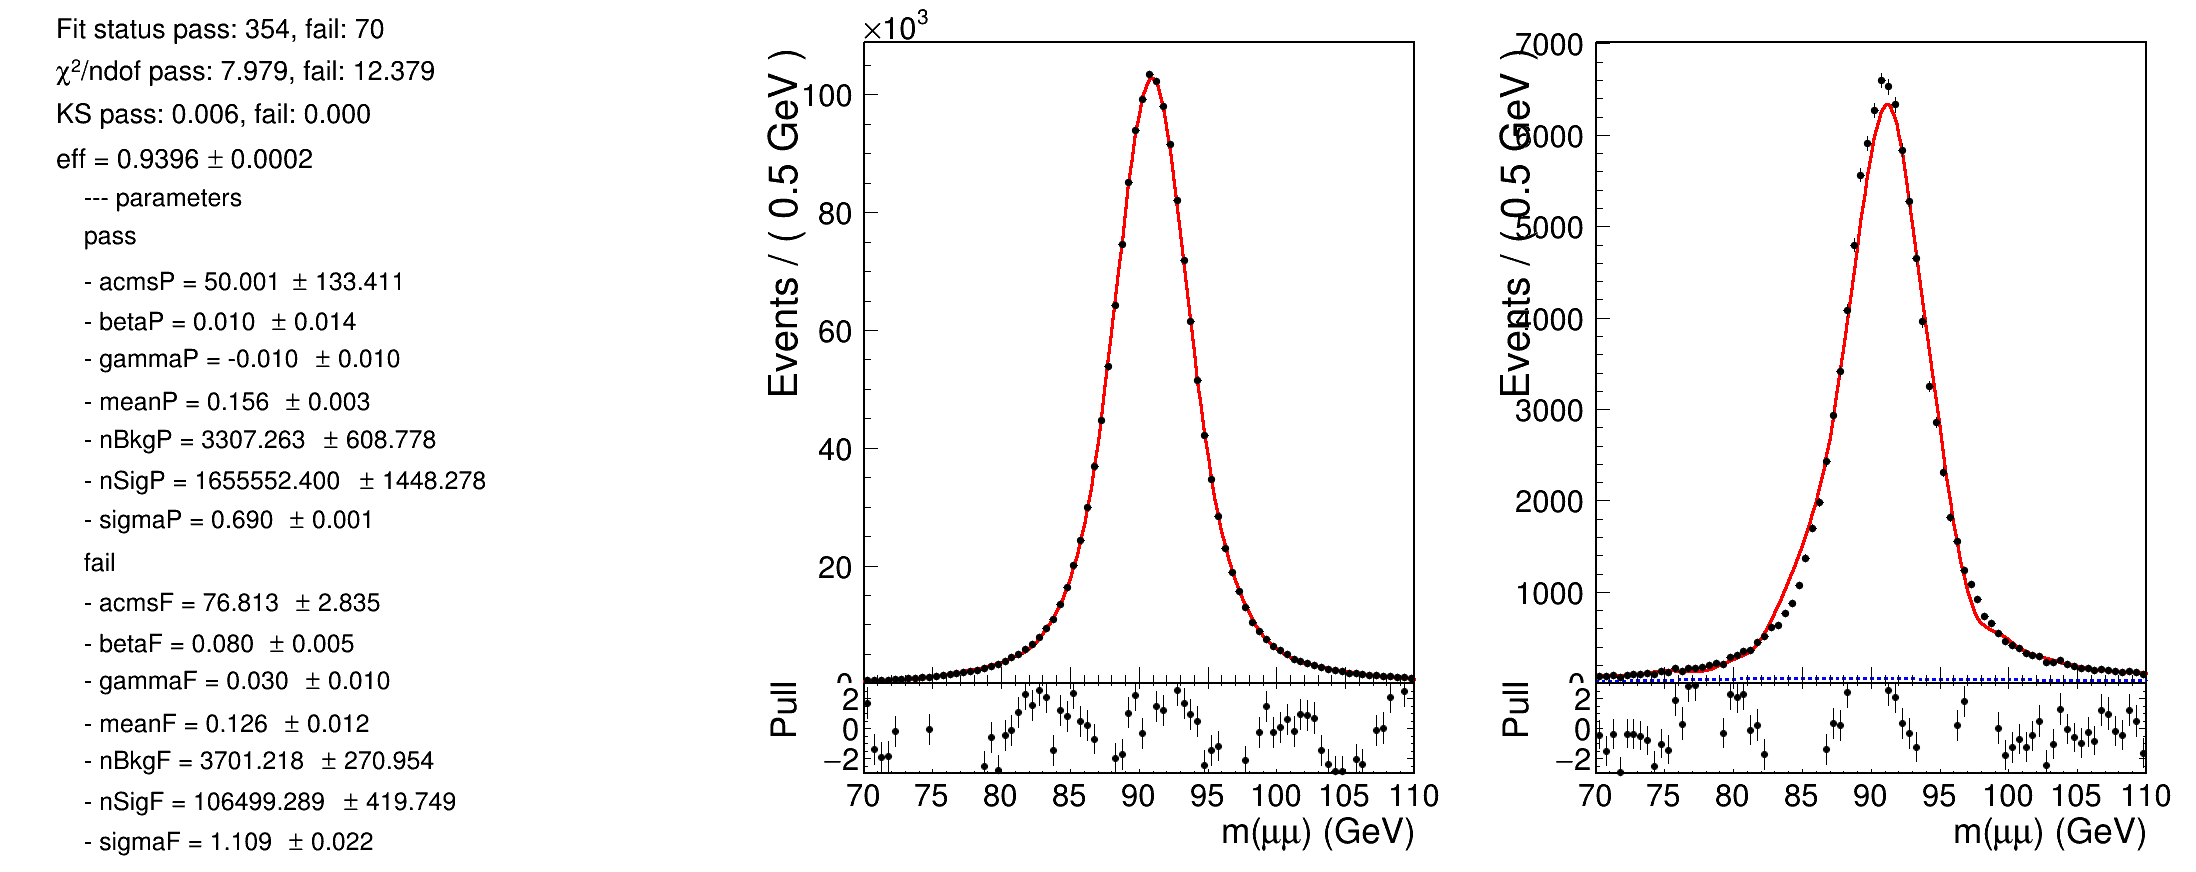 Fit status pass: 354, fail: 70
χ²/ndof pass: 7.979, fail: 12.379
KS pass: 0.006, fail: 0.000
eff = 0.9396 ± 0.0002
--- parameters
pass
- acmsP = 50.001 ± 133.411
- betaP = 0.010 ± 0.014
- gammaP = -0.010 ± 0.010
- meanP = 0.156 ± 0.003
- nBkgP = 3307.263 ± 608.778
- nSigP = 1655552.400 ± 1448.278
- sigmaP = 0.690 ± 0.001
fail
- acmsF = 76.813 ± 2.835
- betaF = 0.080 ± 0.005
- gammaF = 0.030 ± 0.010
- meanF = 0.126 ± 0.012
- nBkgF = 3701.218 ± 270.954
- nSigF = 106499.289 ± 419.749
- sigmaF = 1.109 ± 0.022
×10³
Events / ( 0.5 GeV )
100
80
60
40
20
0
Pull
2
0
−2
70 75 80 85 90 95 100 105 110
m(μμ) (GeV)
Events / ( 0.5 GeV )
7000
6000
5000
4000
3000
2000
1000
0
Pull
2
0
−2
70 75 80 85 90 95 100 105 110
m(μμ) (GeV)